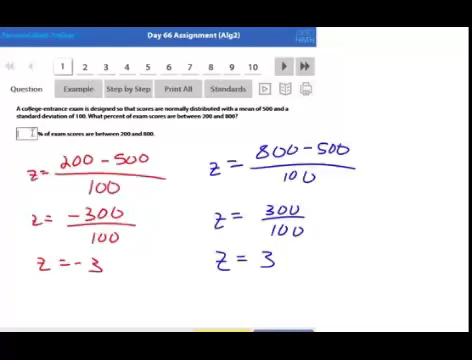 Day 66 Assignment (Alg2)
1 2 3 4 5 6 7 8 9 10
Question Example Step by Step Print All Standards
A college-entrance exam is designed so that scores are normally distributed with a mean of 500 and a
standard deviation of 100. What percent of exam scores are between 200 and 800?
% of exam scores are between 200 and 800.
z = 200 - 500 / 100
z = -300 / 100
z = -3
z = 800 - 500 / 100
z = 300 / 100
z = 3